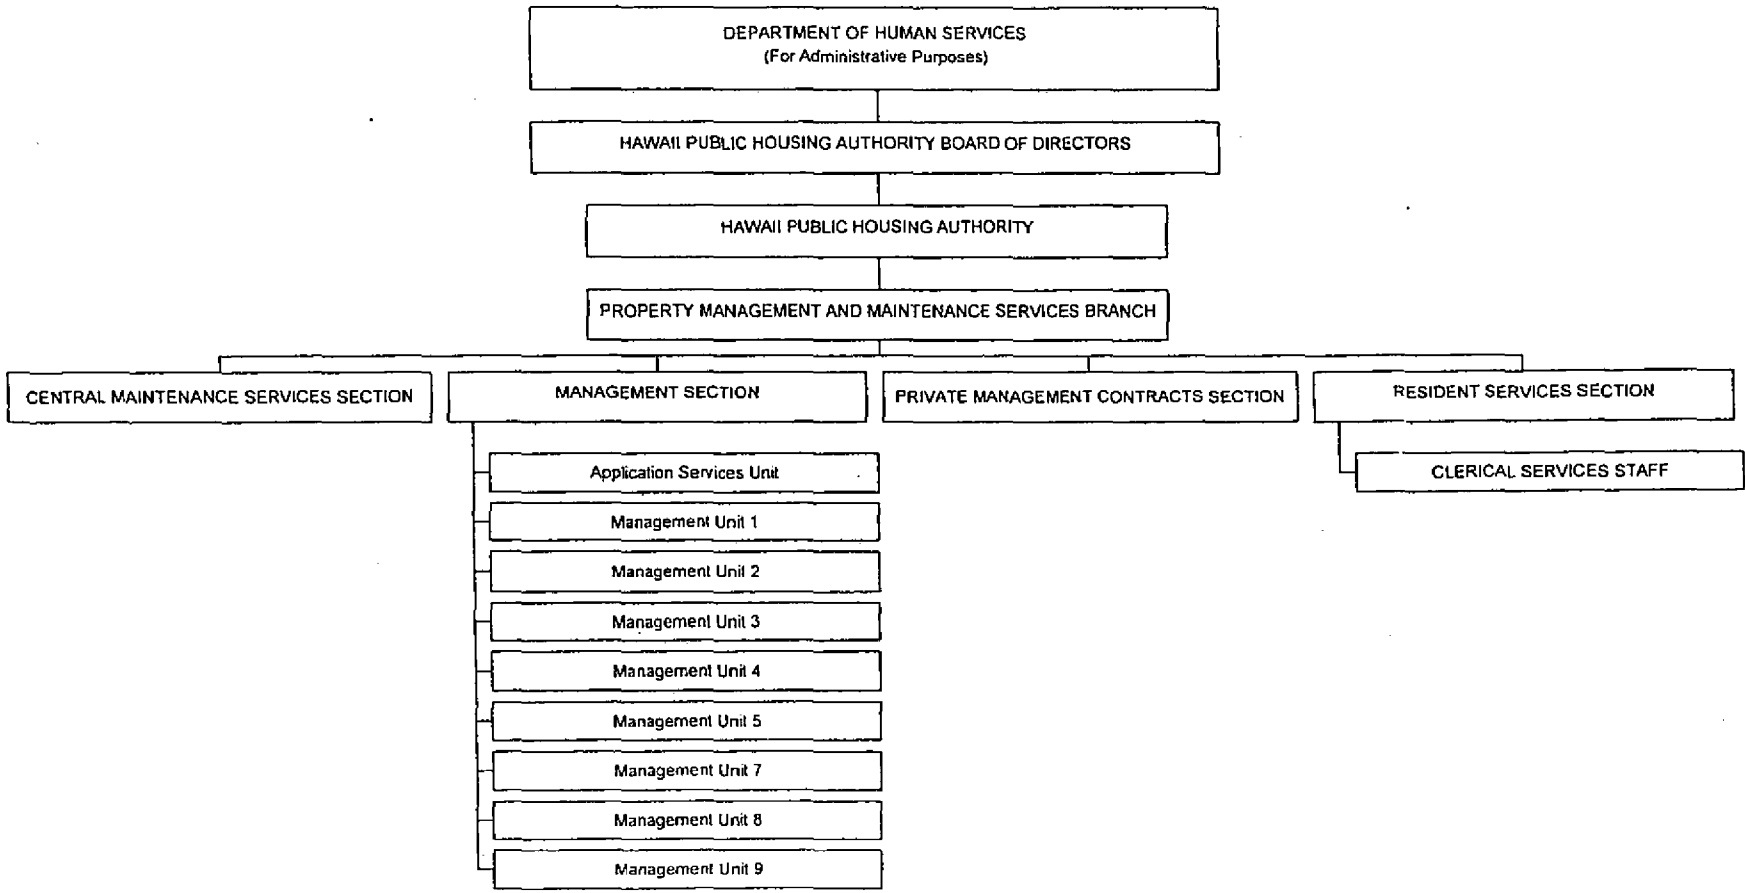 DEPARTMENT OF HUMAN SERVICES
(For Administrative Purposes)
HAWAII PUBLIC HOUSING AUTHORITY BOARD OF DIRECTORS
HAWAII PUBLIC HOUSING AUTHORITY
PROPERTY MANAGEMENT AND MAINTENANCE SERVICES BRANCH
CENTRAL MAINTENANCE SERVICES SECTION
MANAGEMENT SECTION
PRIVATE MANAGEMENT CONTRACTS SECTION
RESIDENT SERVICES SECTION
Application Services Unit
CLERICAL SERVICES STAFF
Management Unit 1
Management Unit 2
Management Unit 3
Management Unit 4
Management Unit 5
Management Unit 7
Management Unit 8
Management Unit 9